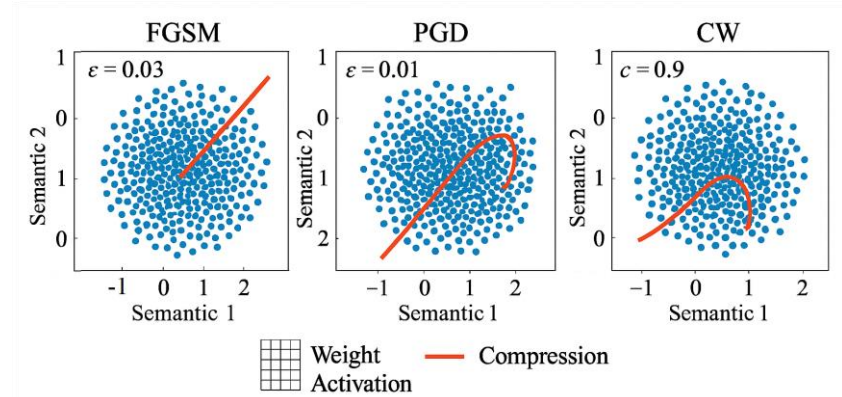 FGSM PGD CW
ε = 0.03 ε = 0.01 c = 0.9
Semantic 2
1
0
1
0
-1 0 1 2
Semantic 1
Semantic 2
1
0
1
2
−1 0 1 2
Semantic 1
Semantic 2
1
0
1
0
−1 0 1 2
Semantic 1
Weight
Activation
Compression